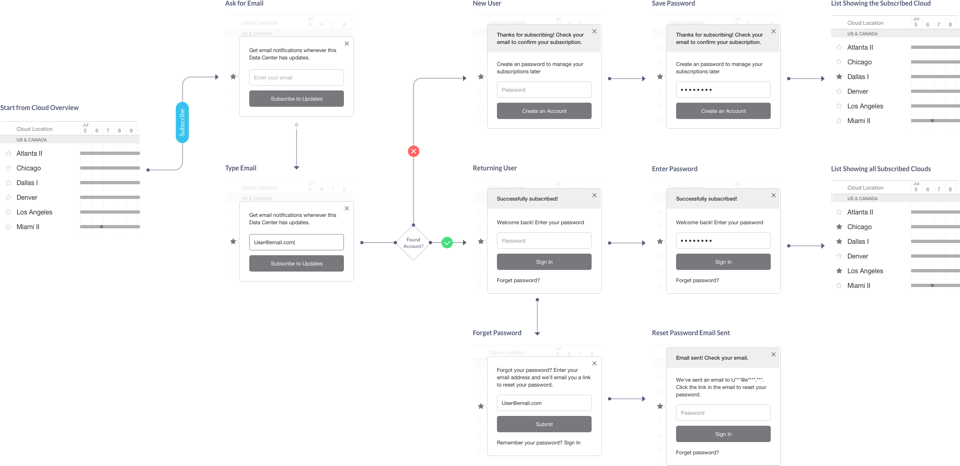 Ask for Email
New User
Save Password
List Showing the Subscribed Cloud
Cloud Location
Jul
5 6 7 8
US & CANADA
Get email notifications whenever this
Data Center has updates.
Enter your email
Subscribe to Updates
Thanks for subscribing! Check your
email to confirm your subscription.
Create a password to manage your
subscriptions later
Password
Create an Account
Thanks for subscribing! Check your
email to confirm your subscription.
Create a password to manage your
subscriptions later
Create an Account
Cloud Location
Jul
5 6 7 8
US & CANADA
Atlanta II
Chicago
Dallas I
Denver
Los Angeles
Miami II
Start from Cloud Overview
Cloud Location
Jul
5 6 7 8 9
US & CANADA
Atlanta II
Chicago
Dallas I
Denver
Los Angeles
Miami II
Subscribe
Type Email
Cloud Location
Get email notifications whenever this
Data Center has updates.
User@email.com
Subscribe to Updates
Found
Account?
Returning User
Successfully subscribed!
Welcome back! Enter your password
Password
Sign In
Forget password?
Enter Password
Successfully subscribed!
Welcome back! Enter your password
Sign In
Forget password?
List Showing all Subscribed Clouds
Cloud Location
Jul
5 6 7 8
US & CANADA
Atlanta II
Chicago
Dallas I
Denver
Los Angeles
Miami II
Forget Password
Cloud Location
Forgot your password? Enter your
email address and we'll email you a link
to reset your password.
User@email.com
Submit
Remember your password? Sign In
Reset Password Email Sent
Email sent! Check your email.
We've sent an email to U***@e****.***.
Click the link in the email to reset your
password.
Password
Sign In
Forget password?